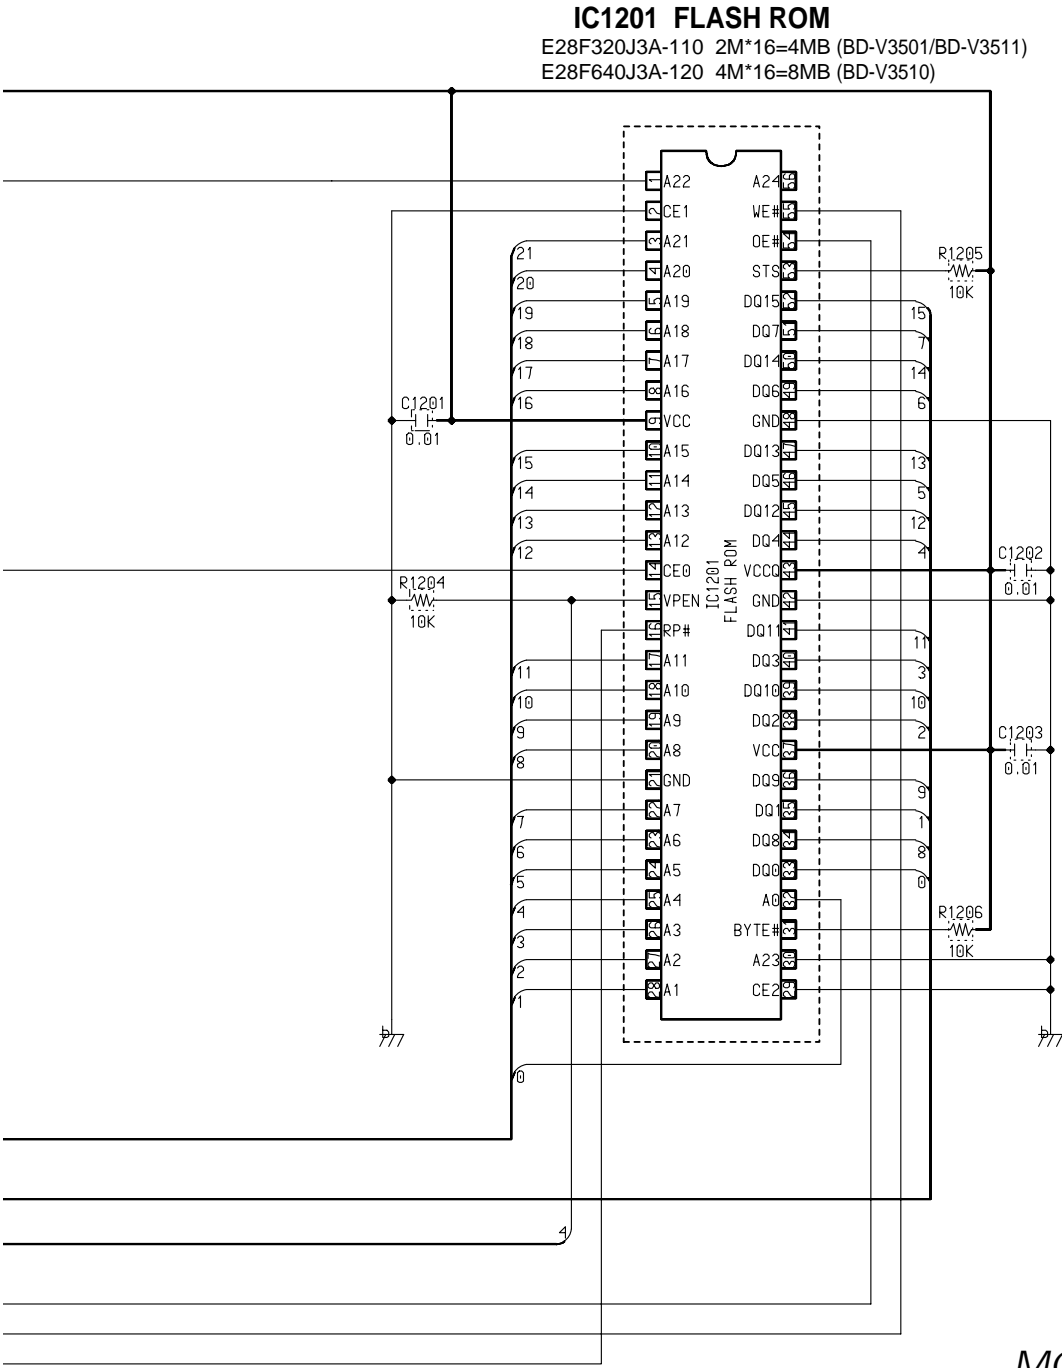 IC1201 FLASH ROM
E28F320J3A-110 2M*16=4MB (BD-V3501/BD-V3511)
E28F640J3A-120 4M*16=8MB (BD-V3510)
1 A22 A24 56
2 CE1 WE# 55
21 3 A21 OE# 54
R1205
20 4 A20 STS 53
10K
19 5 A19 DQ15 52 15
18 6 A18 DQ7 51 7
17 7 A17 DQ14 50 14
16 8 A16 DQ6 49 6
C1201
9 VCC GND 48
0.01
15 10 A15 DQ13 47 13
14 11 A14 DQ5 46 5
13 12 A13 DQ12 45 12
12 13 A12 DQ4 44 4
C1202
14 CE0 VCCQ 43
0.01
IC1201
FLASH ROM
R1204
15 VPEN GND 42
10K
16 RP# DQ11 41 11
11 17 A11 DQ3 40 3
10 18 A10 DQ10 39 10
9 19 A9 DQ2 38 2
C1203
8 20 A8 VCC 37
0.01
21 GND DQ9 36 9
7 22 A7 DQ1 35 1
6 23 A6 DQ8 34 8
5 24 A5 DQ0 33 0
4 25 A4 A0 32
R1206
3 26 A3 BYTE# 31
10K
2 27 A2 A23 30
1 28 A1 CE2 29
b b
0
4